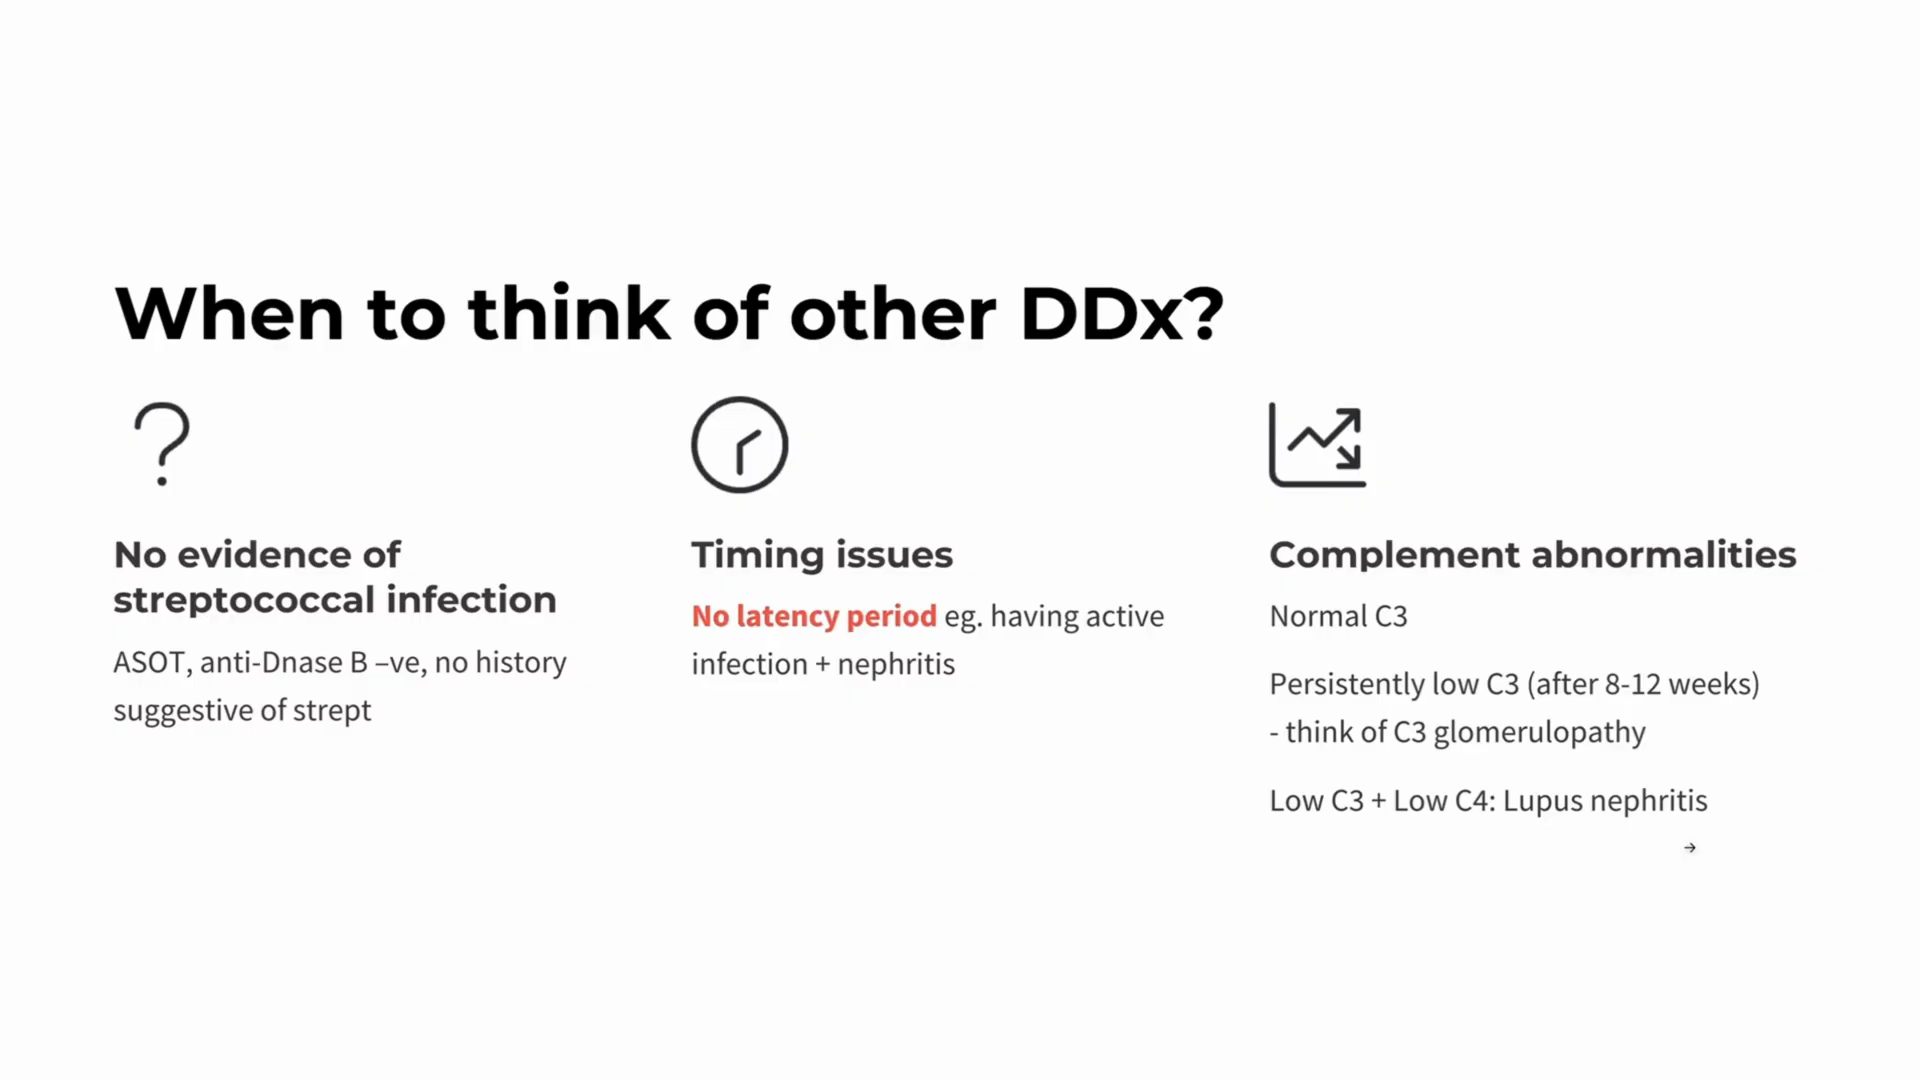 When to think of other DDx?
No evidence of
streptococcal infection
ASOT, anti-Dnase B –ve, no history
suggestive of strept
Timing issues
No latency period eg. having active
infection + nephritis
Complement abnormalities
Normal C3
Persistently low C3 (after 8-12 weeks)
- think of C3 glomerulopathy
Low C3 + Low C4: Lupus nephritis